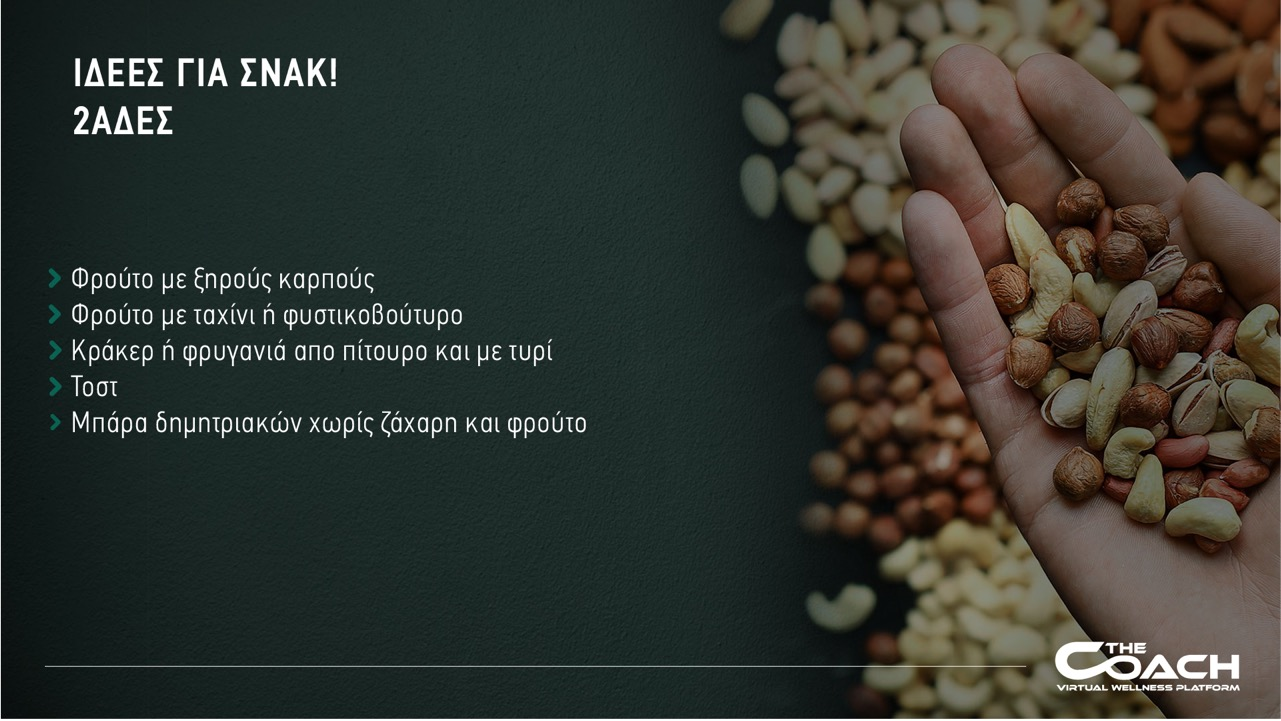 ΙΔΕΕΣ ΓΙΑ ΣΝΑΚ!
2ΑΔΕΣ
Φρούτο με ξηρούς καρπούς
Φρούτο με ταχίνι ή φυστικοβούτυρο
Κράκερ ή φρυγανιά απο πίτουρο και με τυρί
Τοστ
Μπάρα δημητριακών χωρίς ζάχαρη και φρούτο
THE
COACH
VIRTUAL WELLNESS PLATFORM